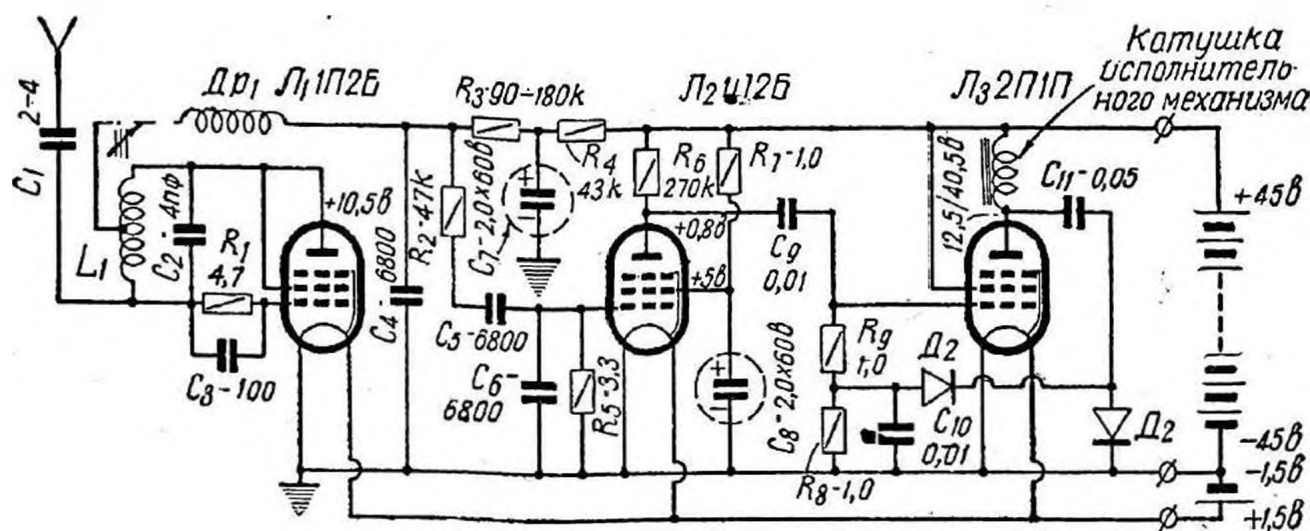 Др1
Л1 1П2Б
R3-90÷180k
Л2
Л3 2П1П
Катушка
исполнитель-
ного механизма
2-4
C1
L1
C2-4пф
R1
4,7
C3-100
+10,5в
C4-6800
R2-47k
C7-2,0x60в
R4
43k
R6
270k
R7-1,0
C5-6800
C6-
6800
R5-3,3
+0,8в
+5в
C8-2,0x60в
C9
0,01
R9
1,0
R8-1,0
Д2
C10
0,01
12,5/40,5в
C11-0,05
Д2
+45в
-45в
-1,5в
+1,5в